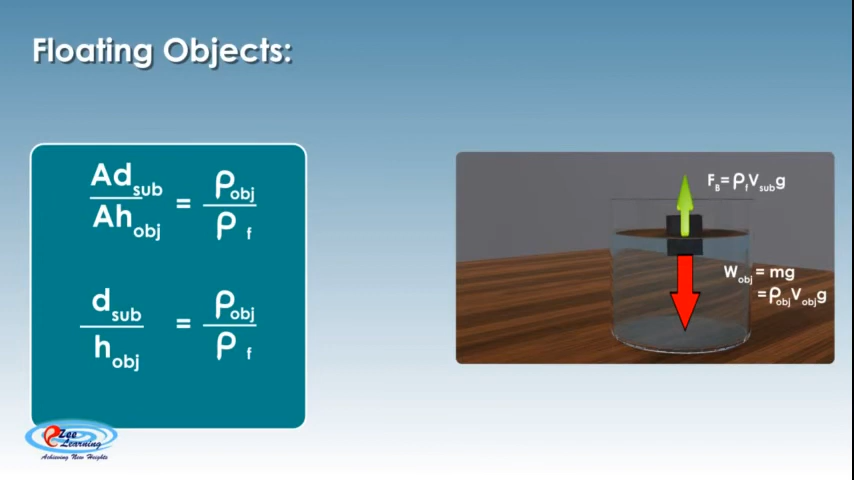 Floating Objects:
Ad_sub / Ah_obj = ρ_obj / ρ_f
d_sub / h_obj = ρ_obj / ρ_f
F_B = ρ_f V_sub g
W_obj = mg
= ρ_obj V_obj g
eZee
Learning
Achieving New Heights